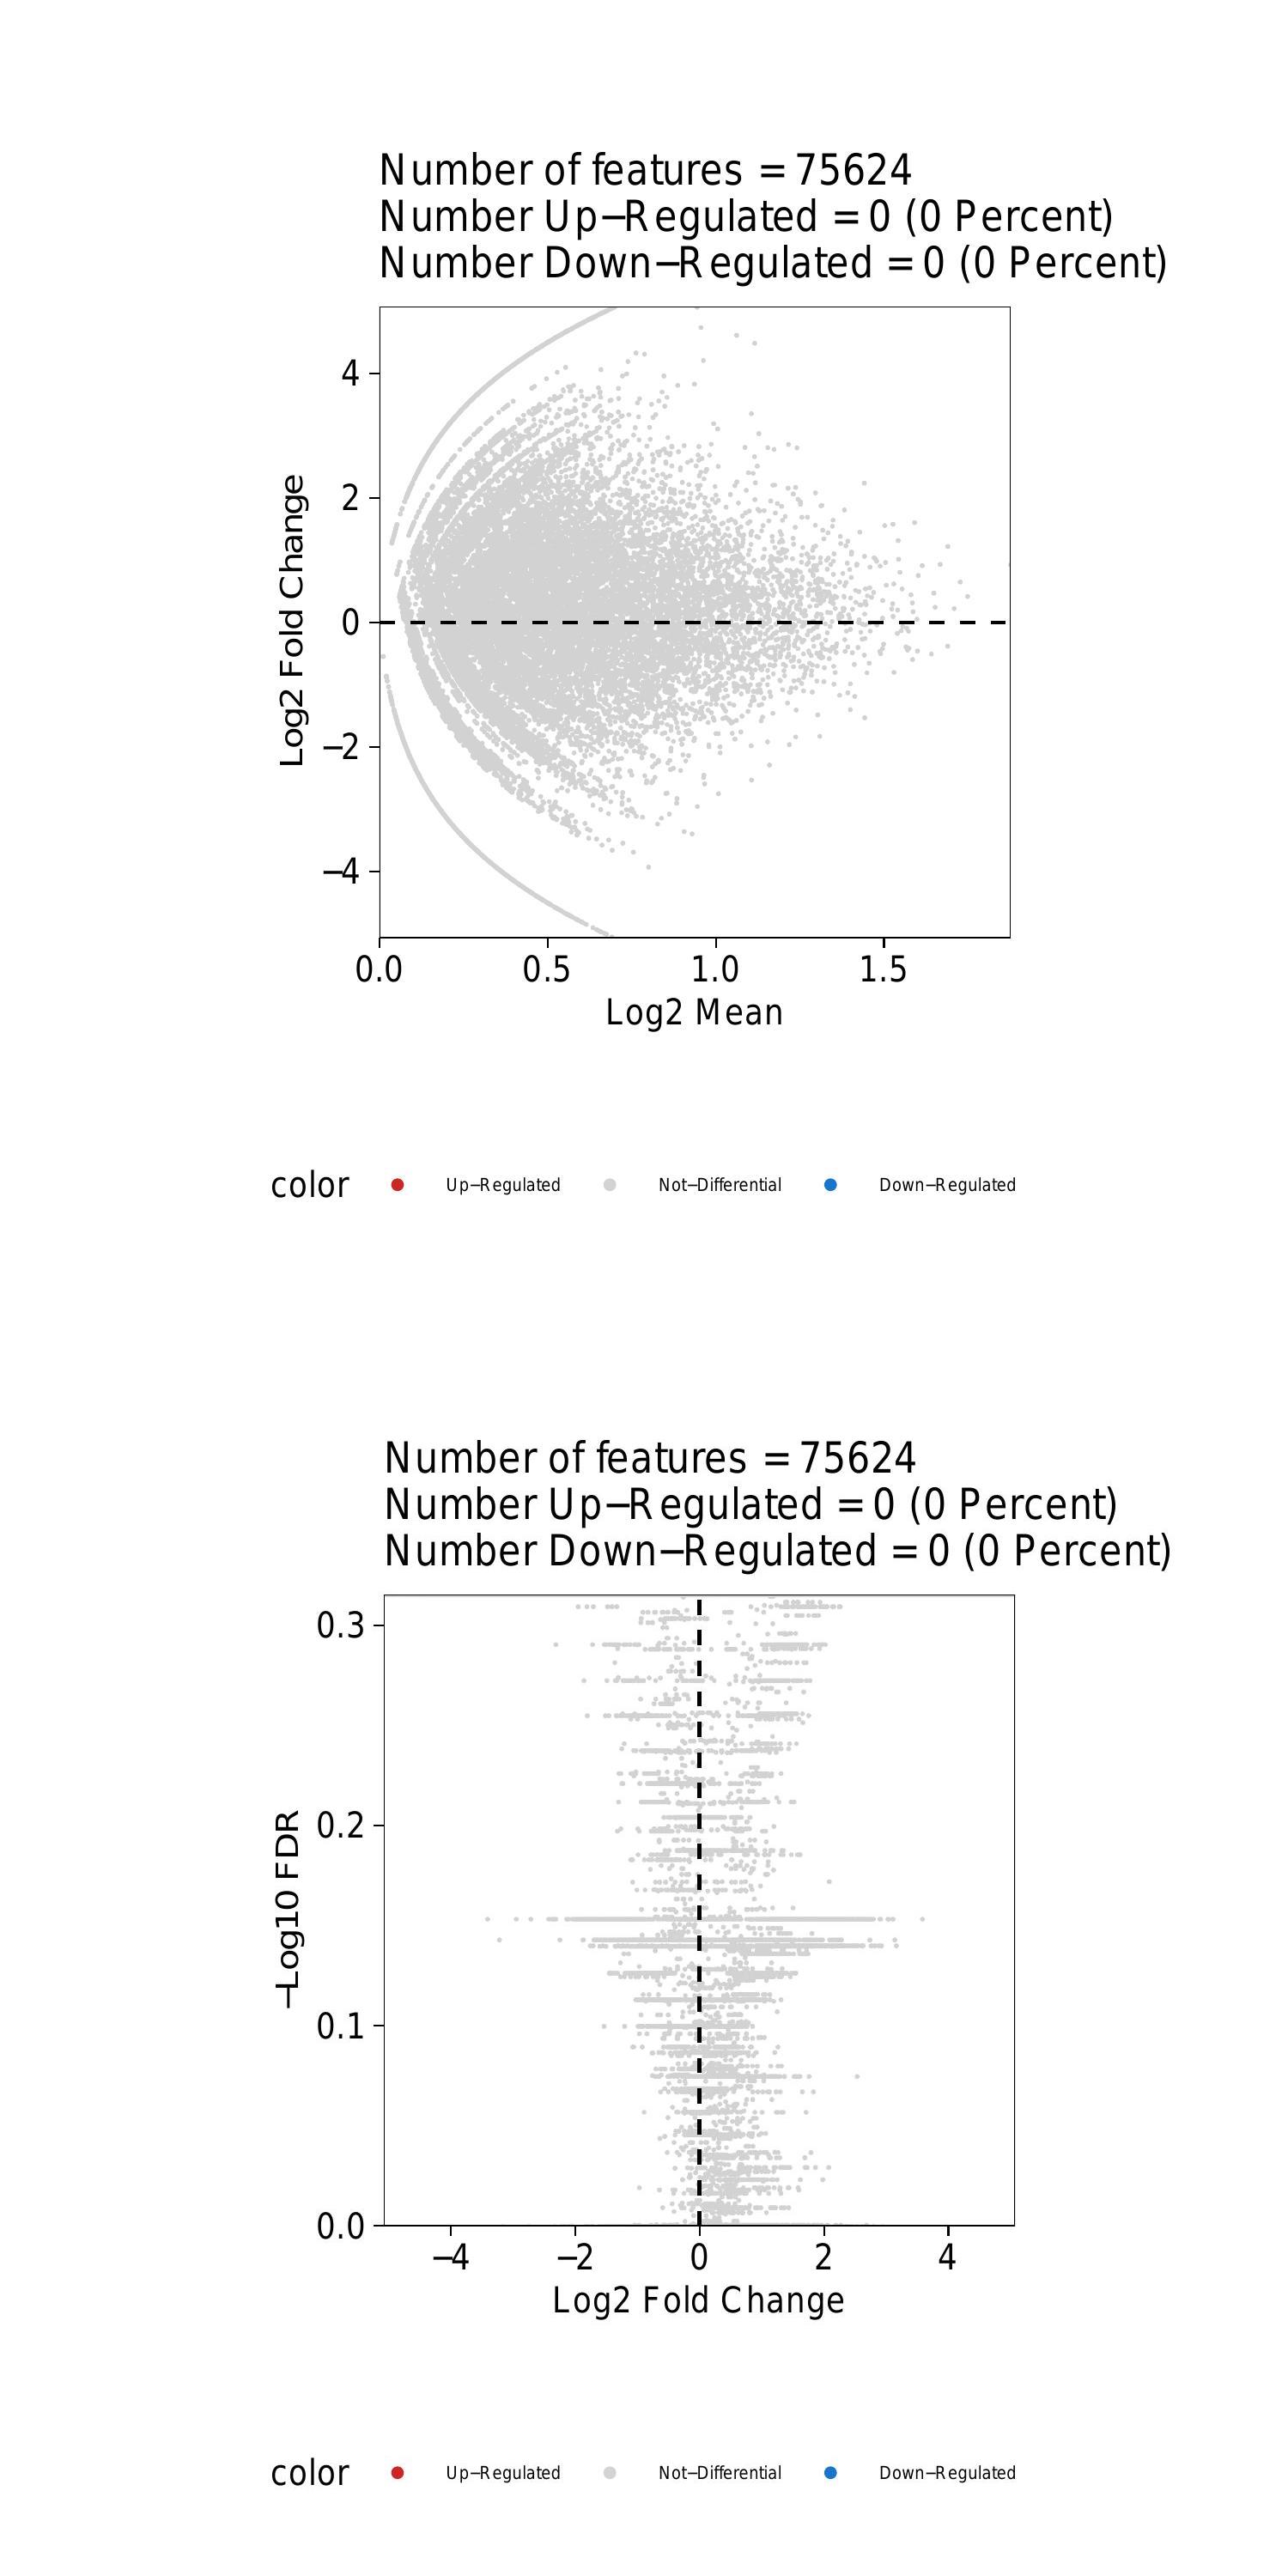 Number of features = 75624
Number Up−Regulated = 0 (0 Percent)
Number Down−Regulated = 0 (0 Percent)
Log2 Fold Change
4
2
0
−2
−4
0.0 0.5 1.0 1.5
Log2 Mean
color Up−Regulated Not−Differential Down−Regulated
Number of features = 75624
Number Up−Regulated = 0 (0 Percent)
Number Down−Regulated = 0 (0 Percent)
−Log10 FDR
0.3
0.2
0.1
0.0
−4 −2 0 2 4
Log2 Fold Change
color Up−Regulated Not−Differential Down−Regulated